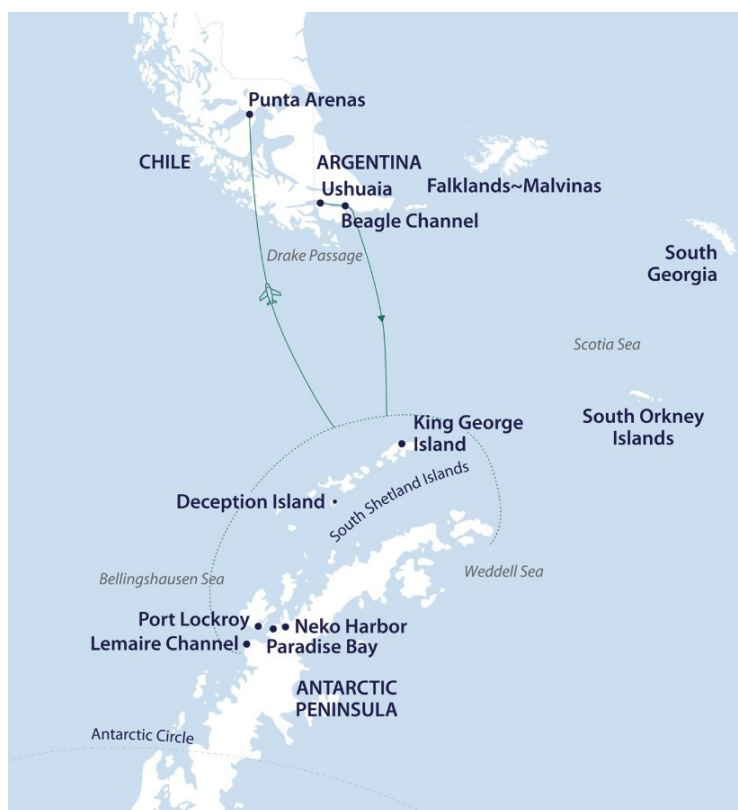 Punta Arenas
CHILE
ARGENTINA
Ushuaia
Falklands~Malvinas
Beagle Channel
Drake Passage
South
Georgia
Scotia Sea
King George
Island
South Orkney
Islands
Deception Island
South Shetland Islands
Bellingshausen Sea
Weddell Sea
Port Lockroy
Neko Harbor
Lemaire Channel
Paradise Bay
ANTARCTIC
PENINSULA
Antarctic Circle